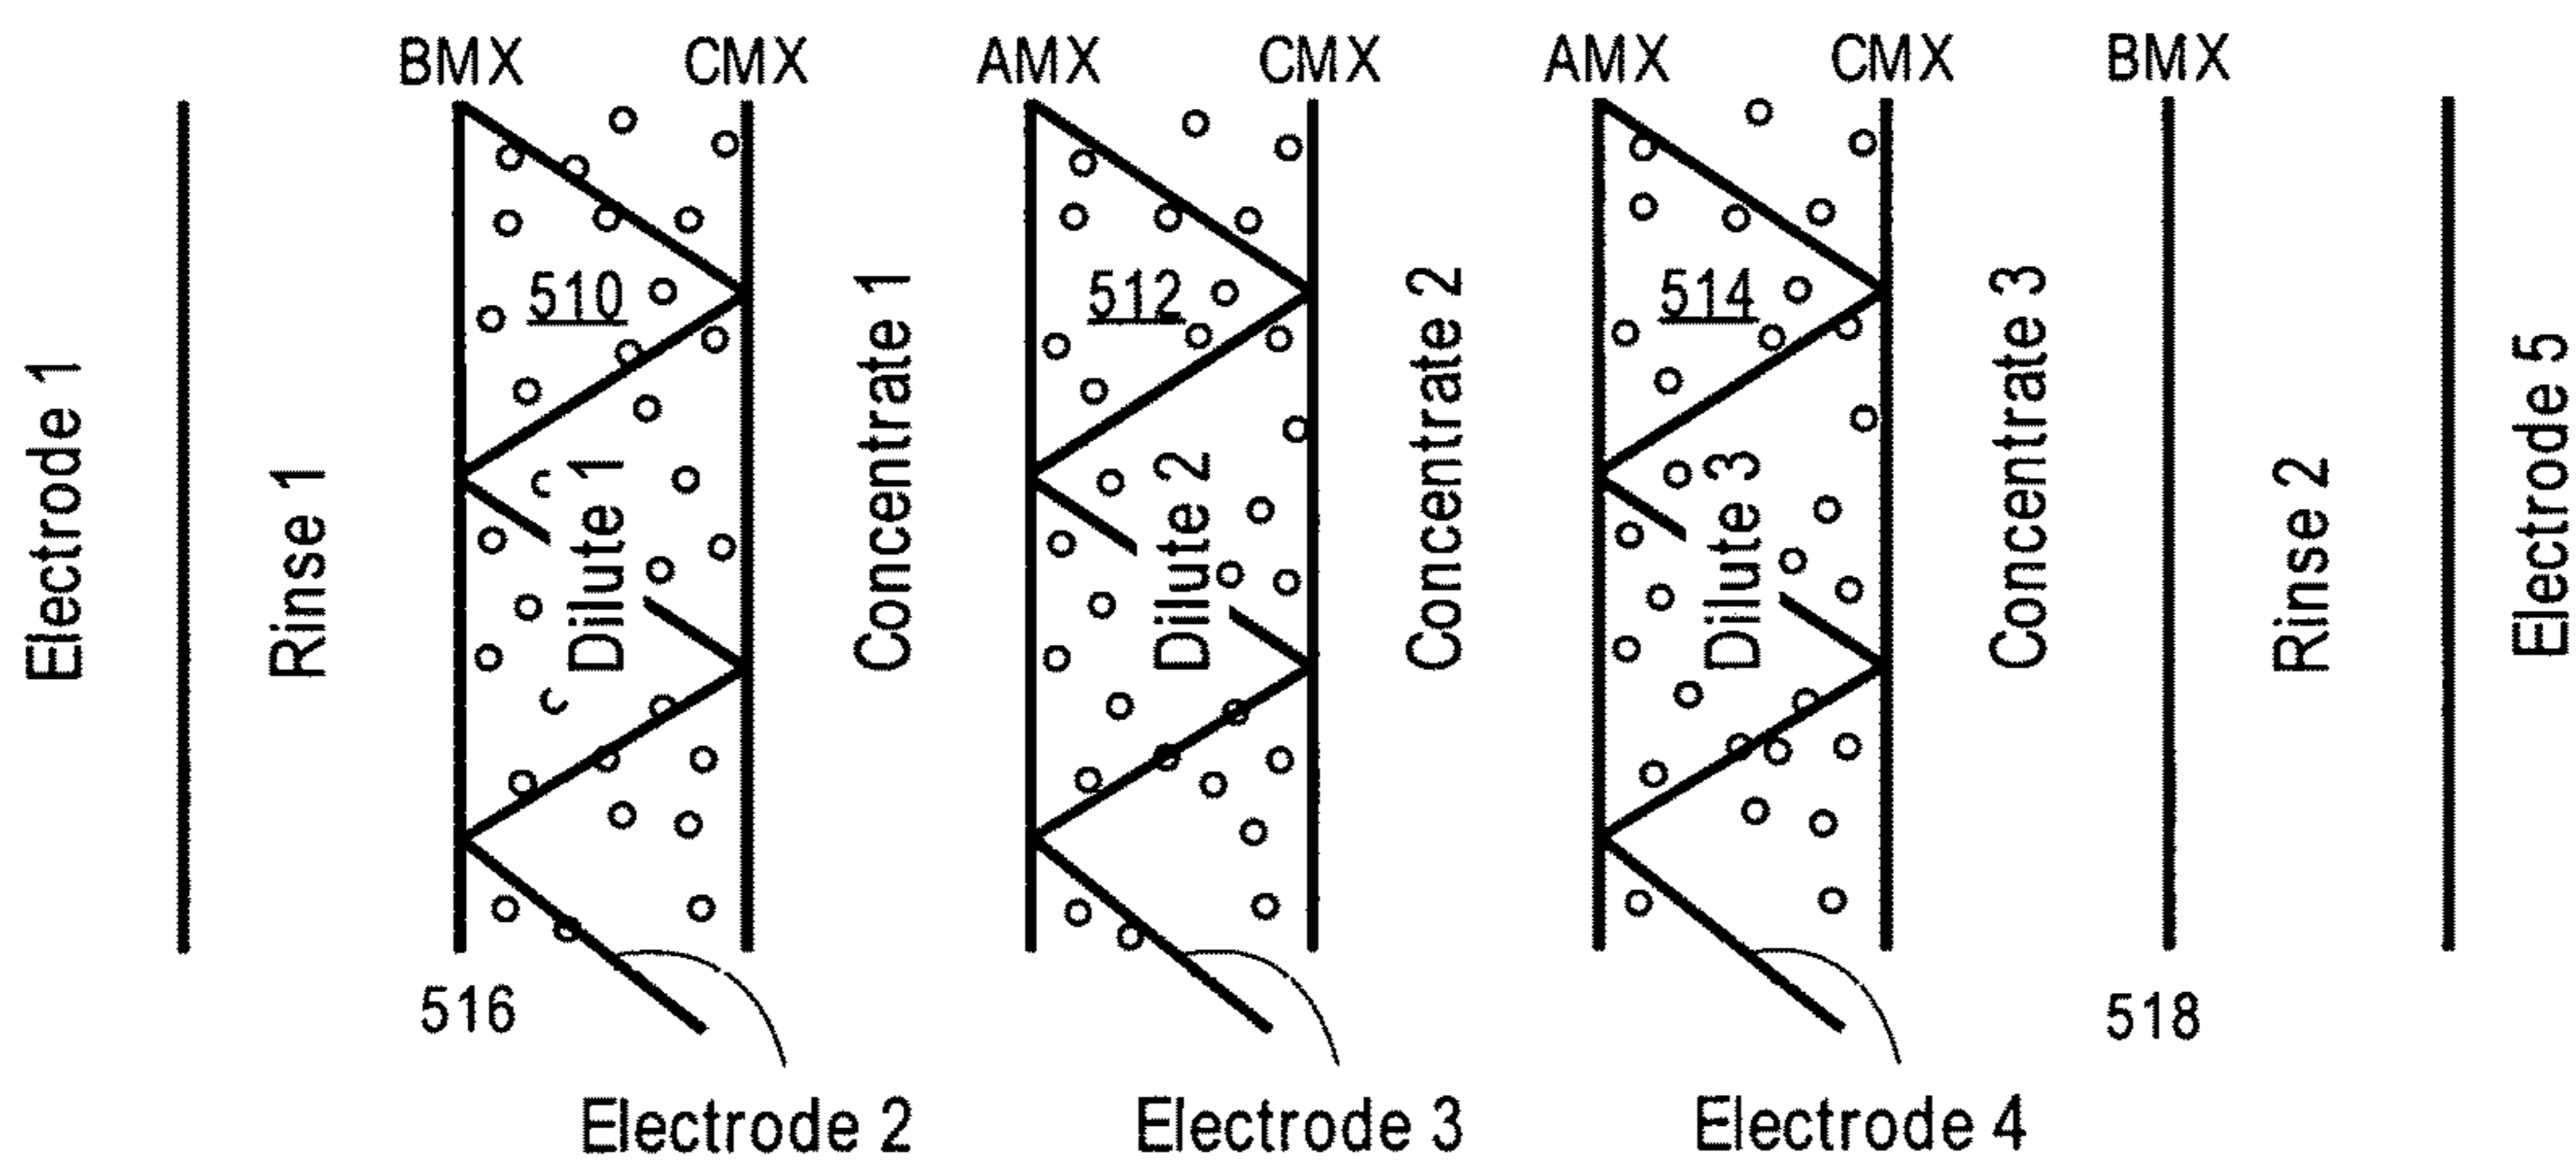 BMX CMX AMX CMX AMX CMX BMX
510 512 514
Electrode 1
Rinse 1
Dilute 1
Concentrate 1
Dilute 2
Concentrate 2
Dilute 3
Concentrate 3
Rinse 2
Electrode 5
516 518
Electrode 2 Electrode 3 Electrode 4